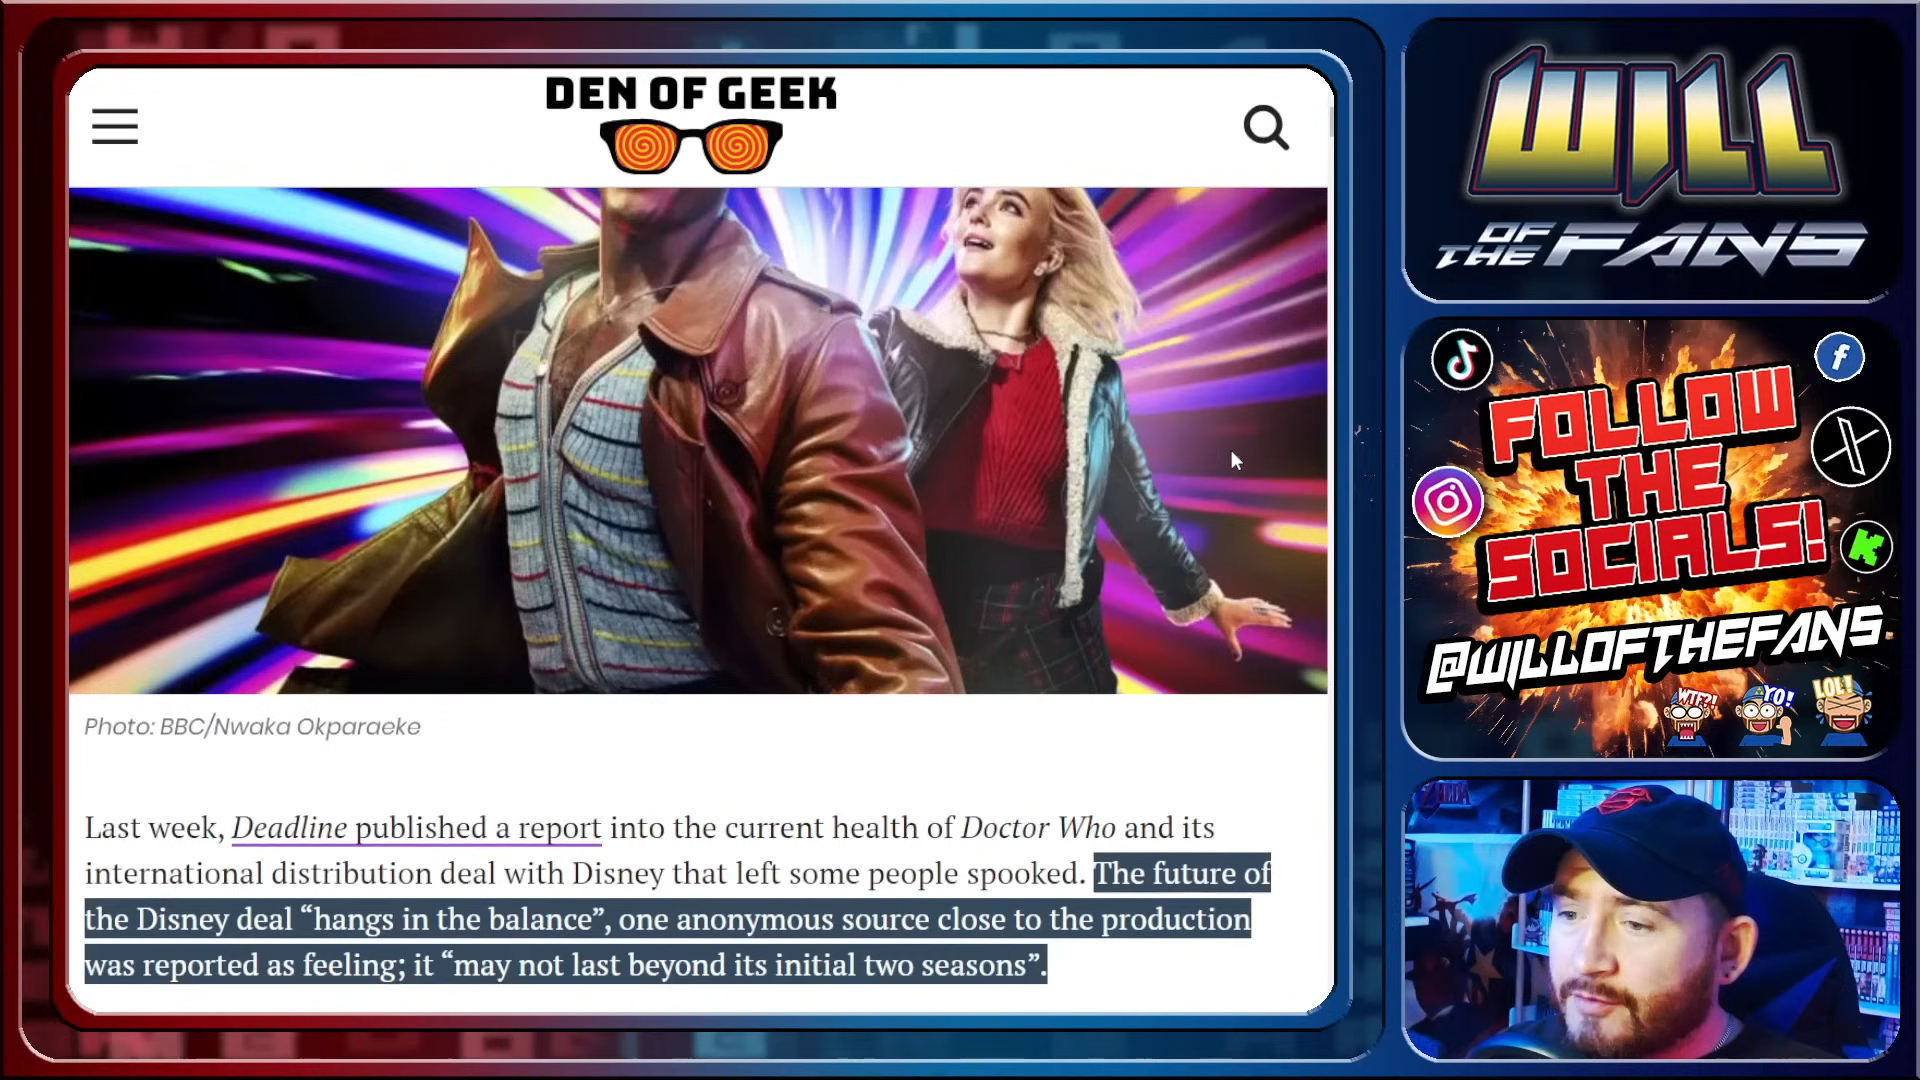 DEN OF GEEK
Photo: BBC/Nwaka Okparaeke
Last week, Deadline published a report into the current health of Doctor Who and its
international distribution deal with Disney that left some people spooked. The future of
the Disney deal “hangs in the balance”, one anonymous source close to the production
was reported as feeling; it “may not last beyond its initial two seasons”.
WILL
OF
THE FANS
FOLLOW
THE
SOCIALS!
@WILLOFTHEFANS
WTF?!
YO!
LOL!